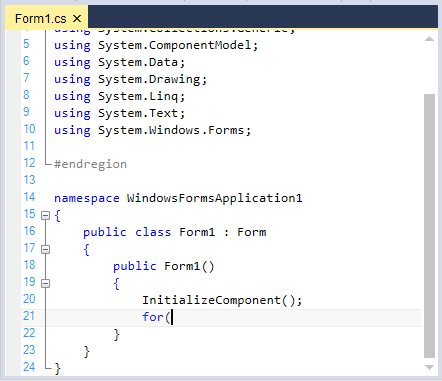 Form1.cs ×
using System.Collections.Generic;
5 using System.ComponentModel;
6 using System.Data;
7 using System.Drawing;
8 using System.Linq;
9 using System.Text;
10 using System.Windows.Forms;
11
12 #endregion
13
14 namespace WindowsFormsApplication1
15 {
16 public class Form1 : Form
17 {
18 public Form1()
19 {
20 InitializeComponent();
21 for(
22 }
23 }
24 }